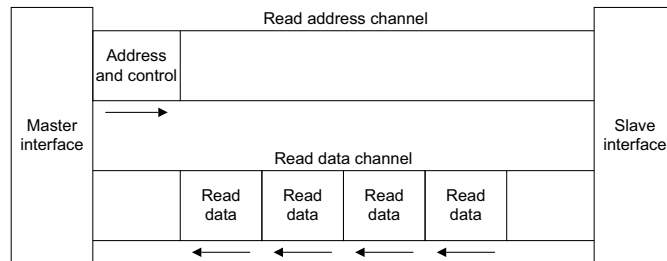 Read address channel
Address
and control
Master
interface
Slave
interface
Read data channel
Read
data
Read
data
Read
data
Read
data